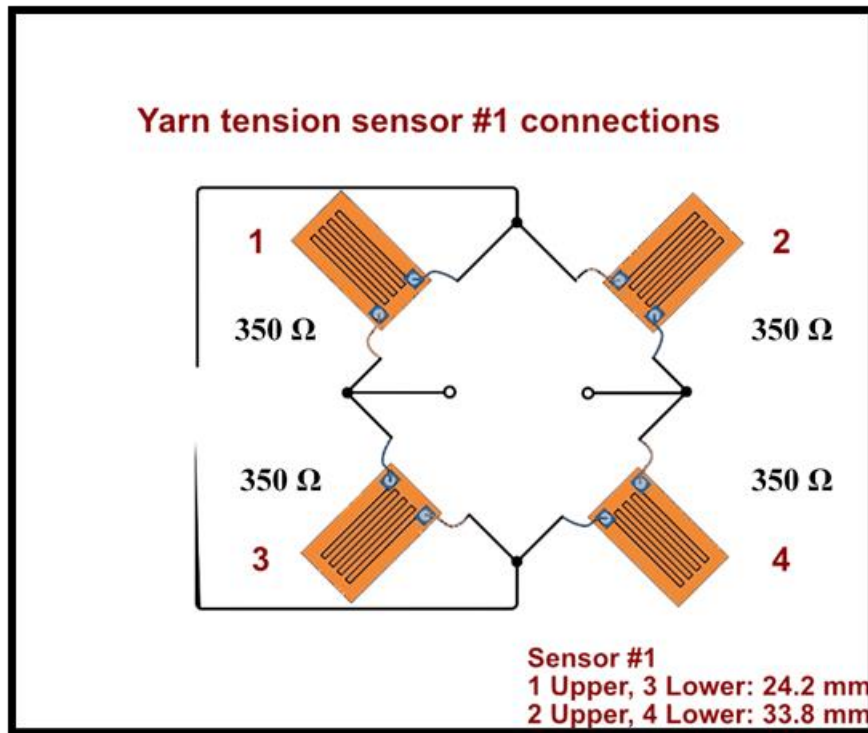 Yarn tension sensor #1 connections
1
2
350 Ω
350 Ω
350 Ω
350 Ω
3
4
Sensor #1
1 Upper, 3 Lower: 24.2 mm
2 Upper, 4 Lower: 33.8 mm